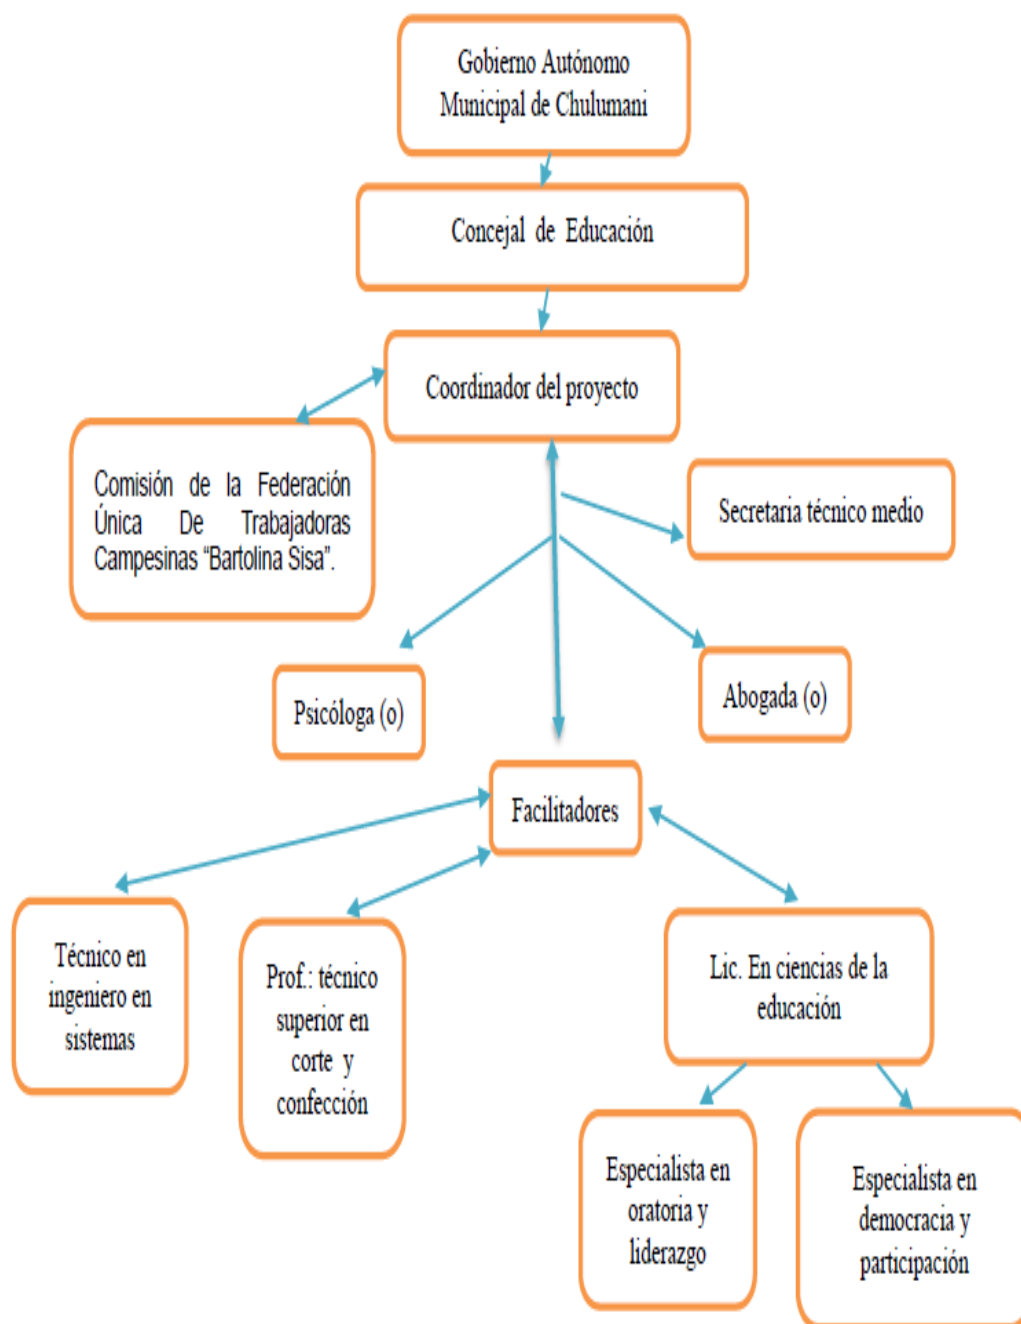 Gobierno Autónomo
Municipal de Chulumani
Concejal de Educación
Coordinador del proyecto
Comisión de la Federación
Única De Trabajadoras
Campesinas “Bartolina Sisa”.
Secretaria técnico medio
Psicóloga (o)
Abogada (o)
Facilitadores
Técnico en
ingeniero en
sistemas
Prof.: técnico
superior en
corte y
confección
Lic. En ciencias de la
educación
Especialista en
oratoria y
liderazgo
Especialista en
democracia y
participación